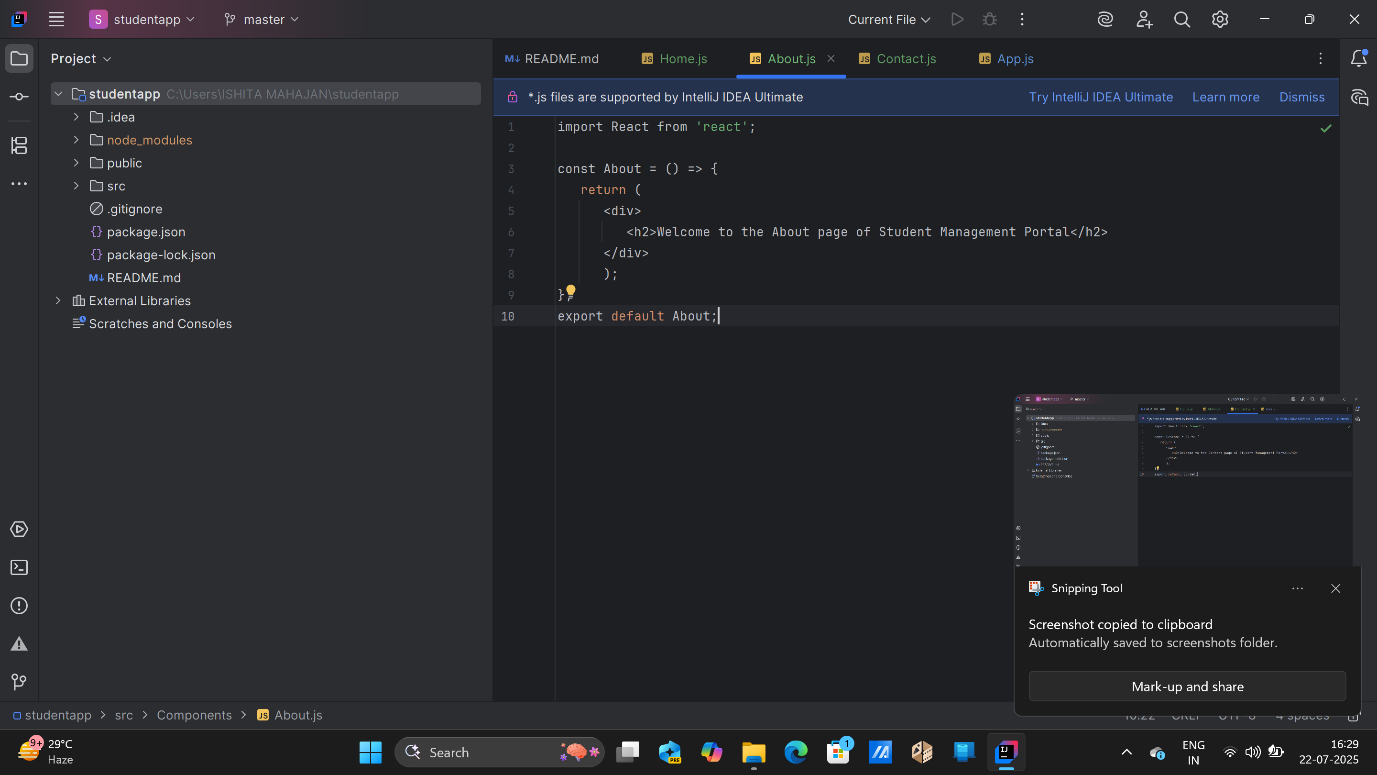 S studentapp master
Current File
Project
README.md Home.js About.js Contact.js App.js
studentapp C:\Users\ISHITA MAHAJAN\studentapp
*.js files are supported by IntelliJ IDEA Ultimate Try IntelliJ IDEA Ultimate Learn more Dismiss
.idea
node_modules
public
src
.gitignore
package.json
package-lock.json
README.md
External Libraries
Scratches and Consoles
1 import React from 'react';
2
3 const About = () => {
4 return (
5 <div>
6 <h2>Welcome to the About page of Student Management Portal</h2>
7 </div>
8 );
9 }
10 export default About;
Snipping Tool
Screenshot copied to clipboard
Automatically saved to screenshots folder.
Mark-up and share
studentapp > src > Components > About.js
9+ 29°C
Haze
Search
PRE
1
ENG
IN
16:29
22-07-2025